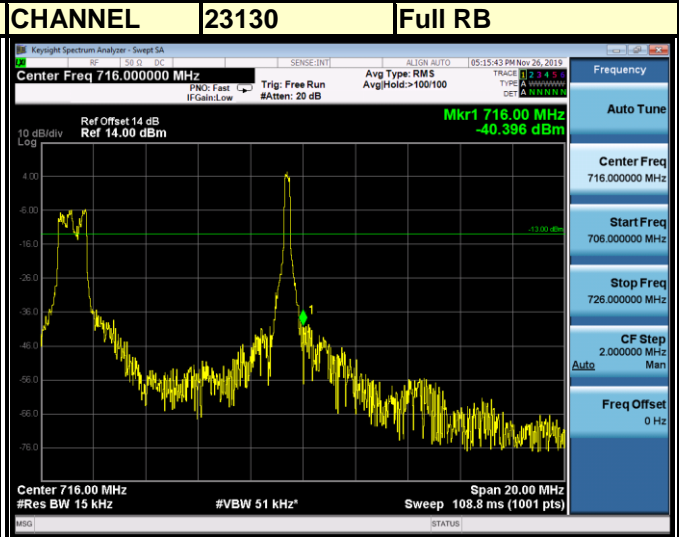 CHANNEL 23130 Full RB
Keysight Spectrum Analyzer - Swept SA
RF 50 Ω DC SENSE:INT ALIGN AUTO 05:15:43 PM Nov 26, 2019
Center Freq 716.000000 MHz
PNO: Fast
IFGain:Low
Trig: Free Run
#Atten: 20 dB
Avg Type: RMS
Avg|Hold:>100/100
TRACE 1 2 3 4 5 6
TYPE A WWWWW
DET A N N N N N
Mkr1 716.00 MHz
-40.396 dBm
Ref Offset 14 dB
10 dB/div Ref 14.00 dBm
Log
4.00
-6.00
-13.00 dBm
-16.0
-26.0
-36.0
1
-46.0
-56.0
-66.0
-76.0
Center 716.00 MHz Span 20.00 MHz
#Res BW 15 kHz #VBW 51 kHz* Sweep 108.8 ms (1001 pts)
MSG STATUS
Frequency
Auto Tune
Center Freq
716.000000 MHz
Start Freq
706.000000 MHz
Stop Freq
726.000000 MHz
CF Step
2.000000 MHz
Auto Man
Freq Offset
0 Hz